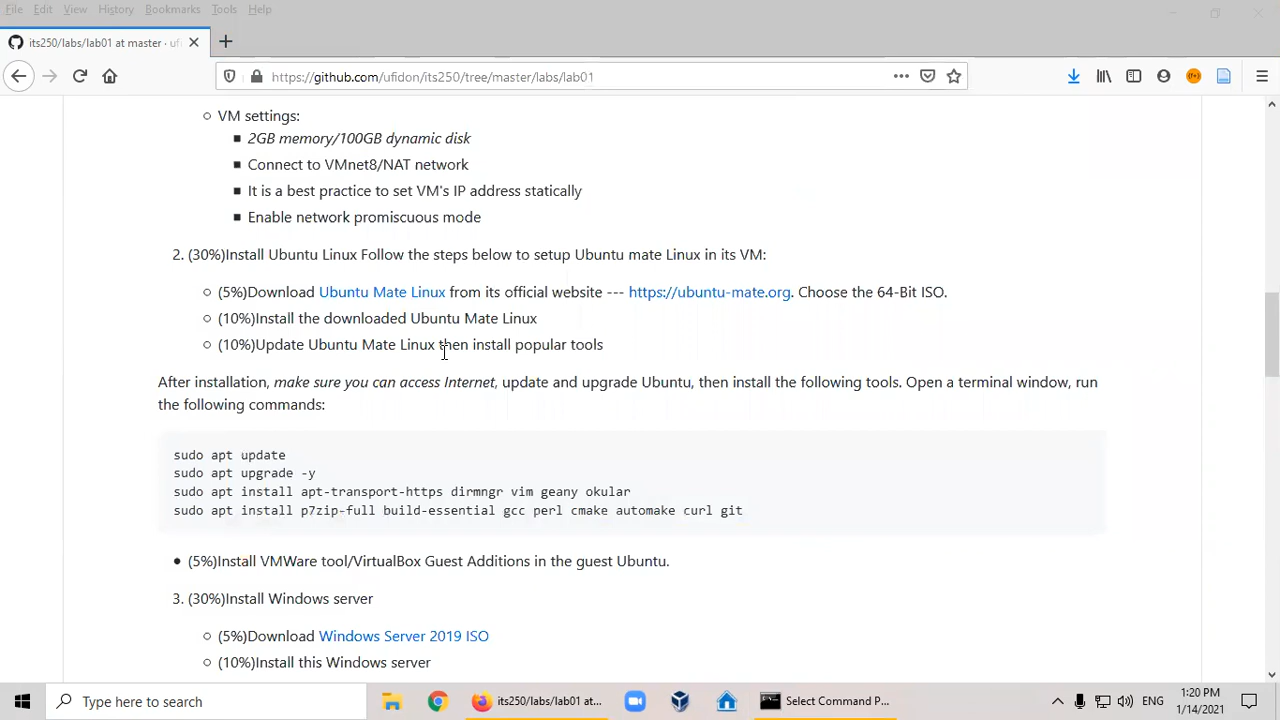 File Edit View History Bookmarks Tools Help
its250/labs/lab01 at master · ufi
https://github.com/ufidon/its250/tree/master/labs/lab01
VM settings:
2GB memory/100GB dynamic disk
Connect to VMnet8/NAT network
It is a best practice to set VM's IP address statically
Enable network promiscuous mode
2. (30%)Install Ubuntu Linux Follow the steps below to setup Ubuntu mate Linux in its VM:
(5%)Download Ubuntu Mate Linux from its official website --- https://ubuntu-mate.org. Choose the 64-Bit ISO.
(10%)Install the downloaded Ubuntu Mate Linux
(10%)Update Ubuntu Mate Linux then install popular tools
After installation, make sure you can access Internet, update and upgrade Ubuntu, then install the following tools. Open a terminal window, run
the following commands:
sudo apt update
sudo apt upgrade -y
sudo apt install apt-transport-https dirmngr vim geany okular
sudo apt install p7zip-full build-essential gcc perl cmake automake curl git
(5%)Install VMWare tool/VirtualBox Guest Additions in the guest Ubuntu.
3. (30%)Install Windows server
(5%)Download Windows Server 2019 ISO
(10%)Install this Windows server
Type here to search
its250/labs/lab01 at...
Select Command P...
ENG
1:20 PM
1/14/2021